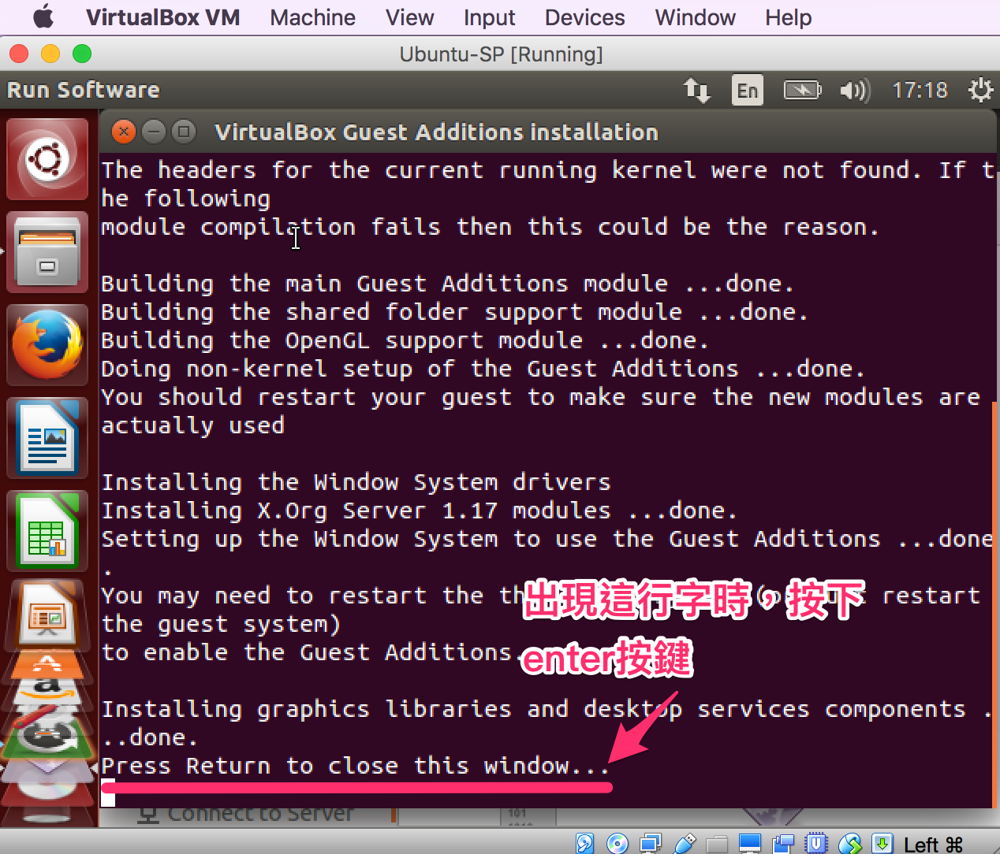 VirtualBox VM Machine View Input Devices Window Help
Ubuntu-SP [Running]
Run Software En 17:18
VirtualBox Guest Additions installation
The headers for the current running kernel were not found. If t
he following
module compilation fails then this could be the reason.
Building the main Guest Additions module ...done.
Building the shared folder support module ...done.
Building the OpenGL support module ...done.
Doing non-kernel setup of the Guest Additions ...done.
You should restart your guest to make sure the new modules are
actually used
Installing the Window System drivers
Installing X.Org Server 1.17 modules ...done.
Setting up the Window System to use the Guest Additions ...done
.
You may need to restart the restart
the guest system)
to enable the Guest Additions.
出現這行字時，按下
enter按鍵
Installing graphics libraries and desktop services components .
..done.
Press Return to close this window...
Connect to Server 101
Left ⌘